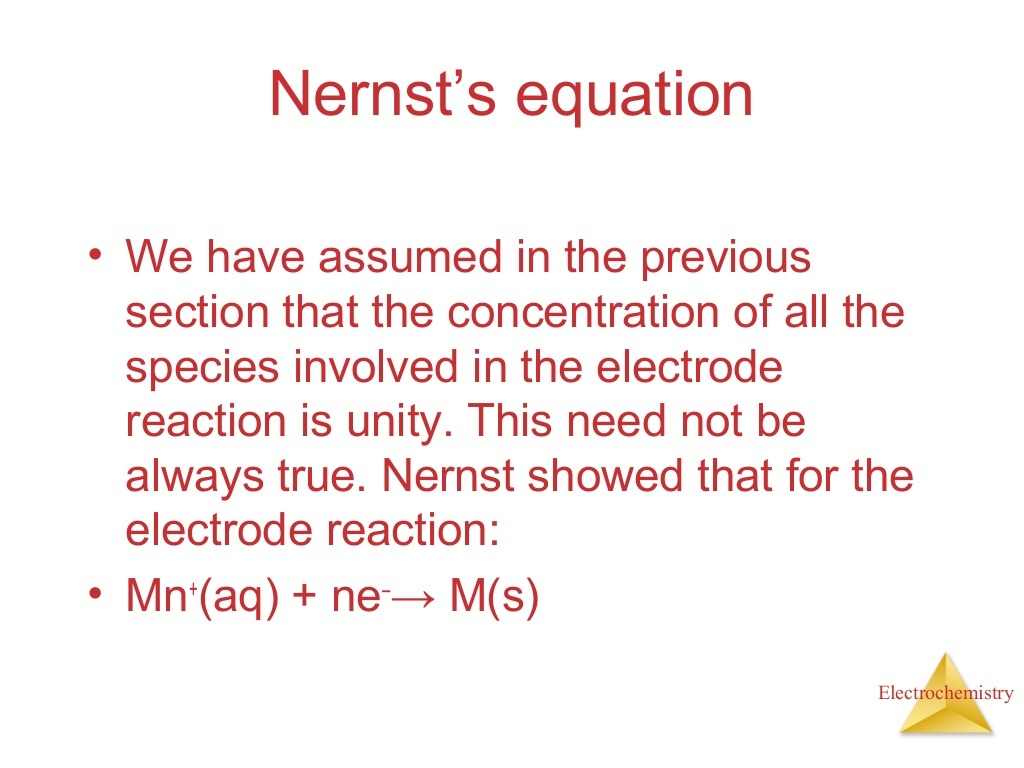 Nernst’s equation
• We have assumed in the previous
section that the concentration of all the
species involved in the electrode
reaction is unity. This need not be
always true. Nernst showed that for the
electrode reaction:
• Mn⁺(aq) + ne⁻→ M(s)
Electrochemistry